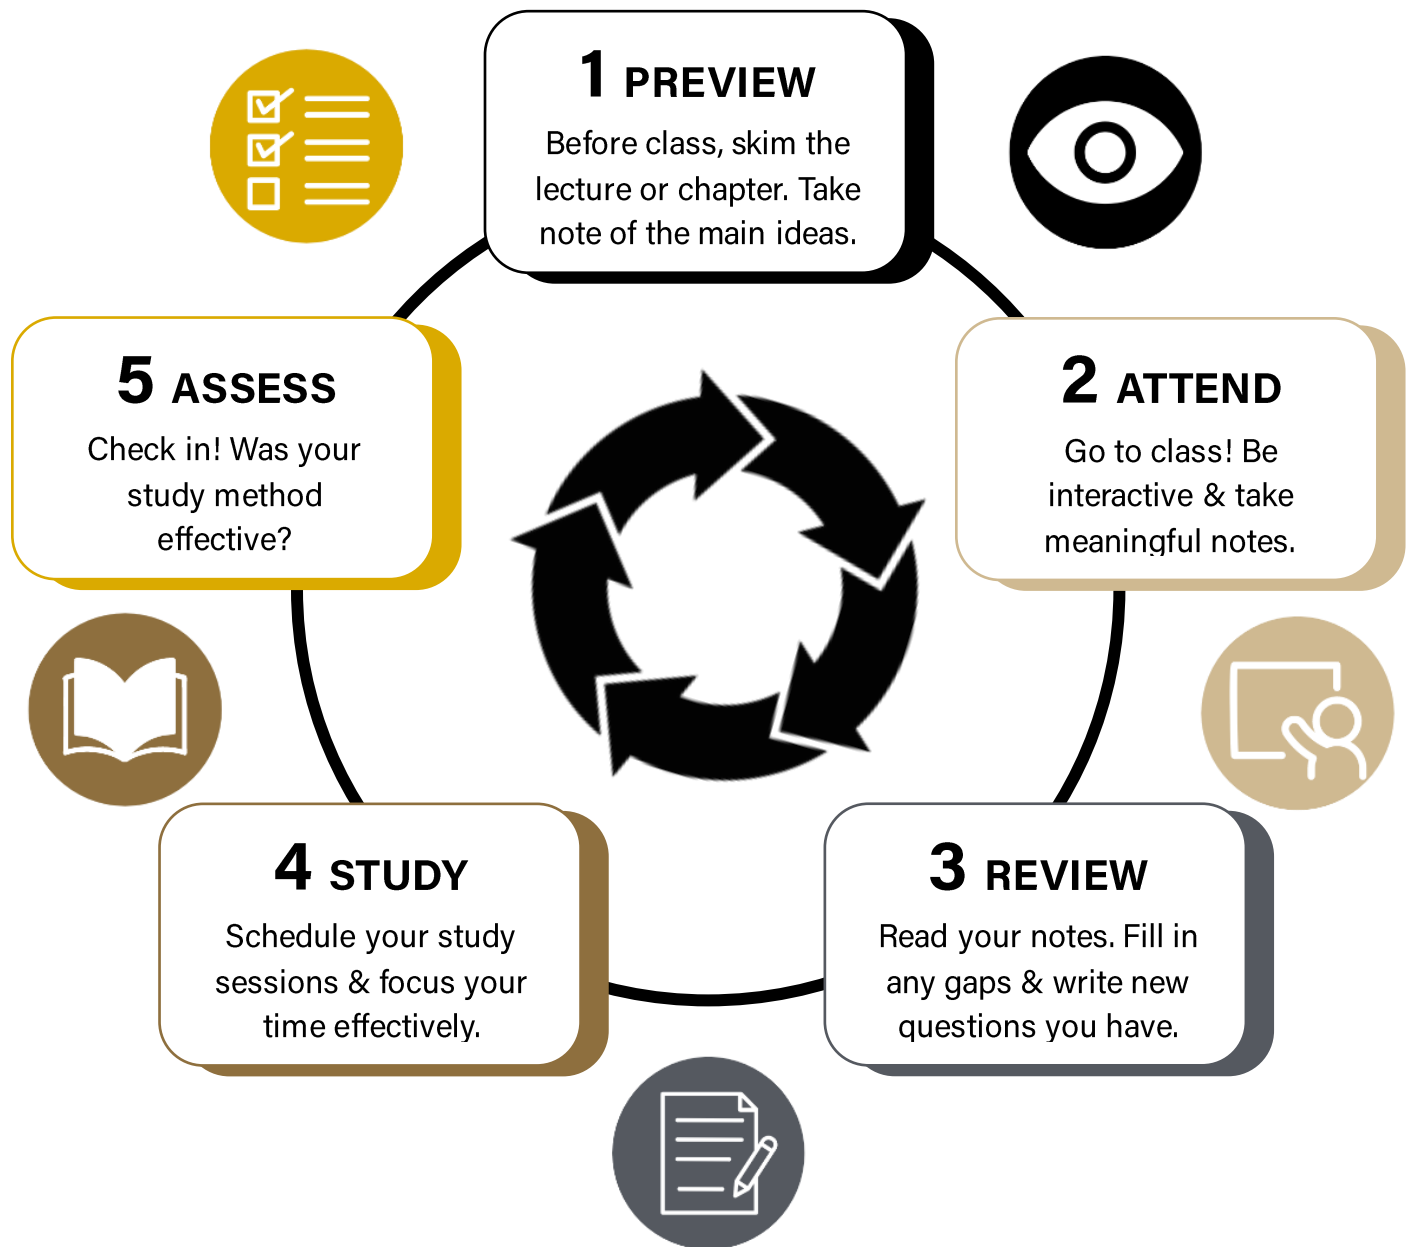 1 PREVIEW
Before class, skim the
lecture or chapter. Take
note of the main ideas.
2 ATTEND
Go to class! Be
interactive & take
meaningful notes.
3 REVIEW
Read your notes. Fill in
any gaps & write new
questions you have.
4 STUDY
Schedule your study
sessions & focus your
time effectively.
5 ASSESS
Check in! Was your
study method
effective?